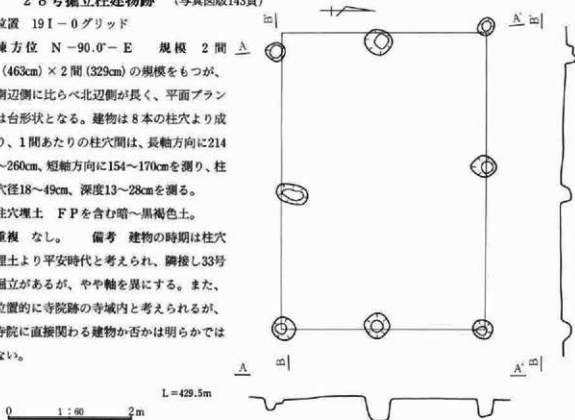 ２８号掘立柱建物跡 (写真図版143頁)
位置 19Ｉ－0グリッド
棟方位 Ｎ－90.0°－Ｅ 規模 2間
(463cm)×2間(329cm)の規模をもつが、
南辺側に比らべ北辺側が長く、平面プラン
は台形状となる。建物は8本の柱穴より成
り、1間あたりの柱穴間は、長軸方向に214
～260cm、短軸方向に154～170cmを測り、柱
穴径18～49cm、深度13～28cmを測る。
柱穴埋土 ＦＰを含む暗～黒褐色土。
重複 なし。 備考 建物の時期は柱穴
埋土より平安時代と考えられ、隣接し33号
掘立があるが、やや軸を異にする。また、
位置的に寺院跡の寺域内と考えられるが、
寺院に直接関わる建物か否かは明らかでは
ない。
B
A
A'
B'
A
B
A'
B'
L=429.5m
0 1:60 2m